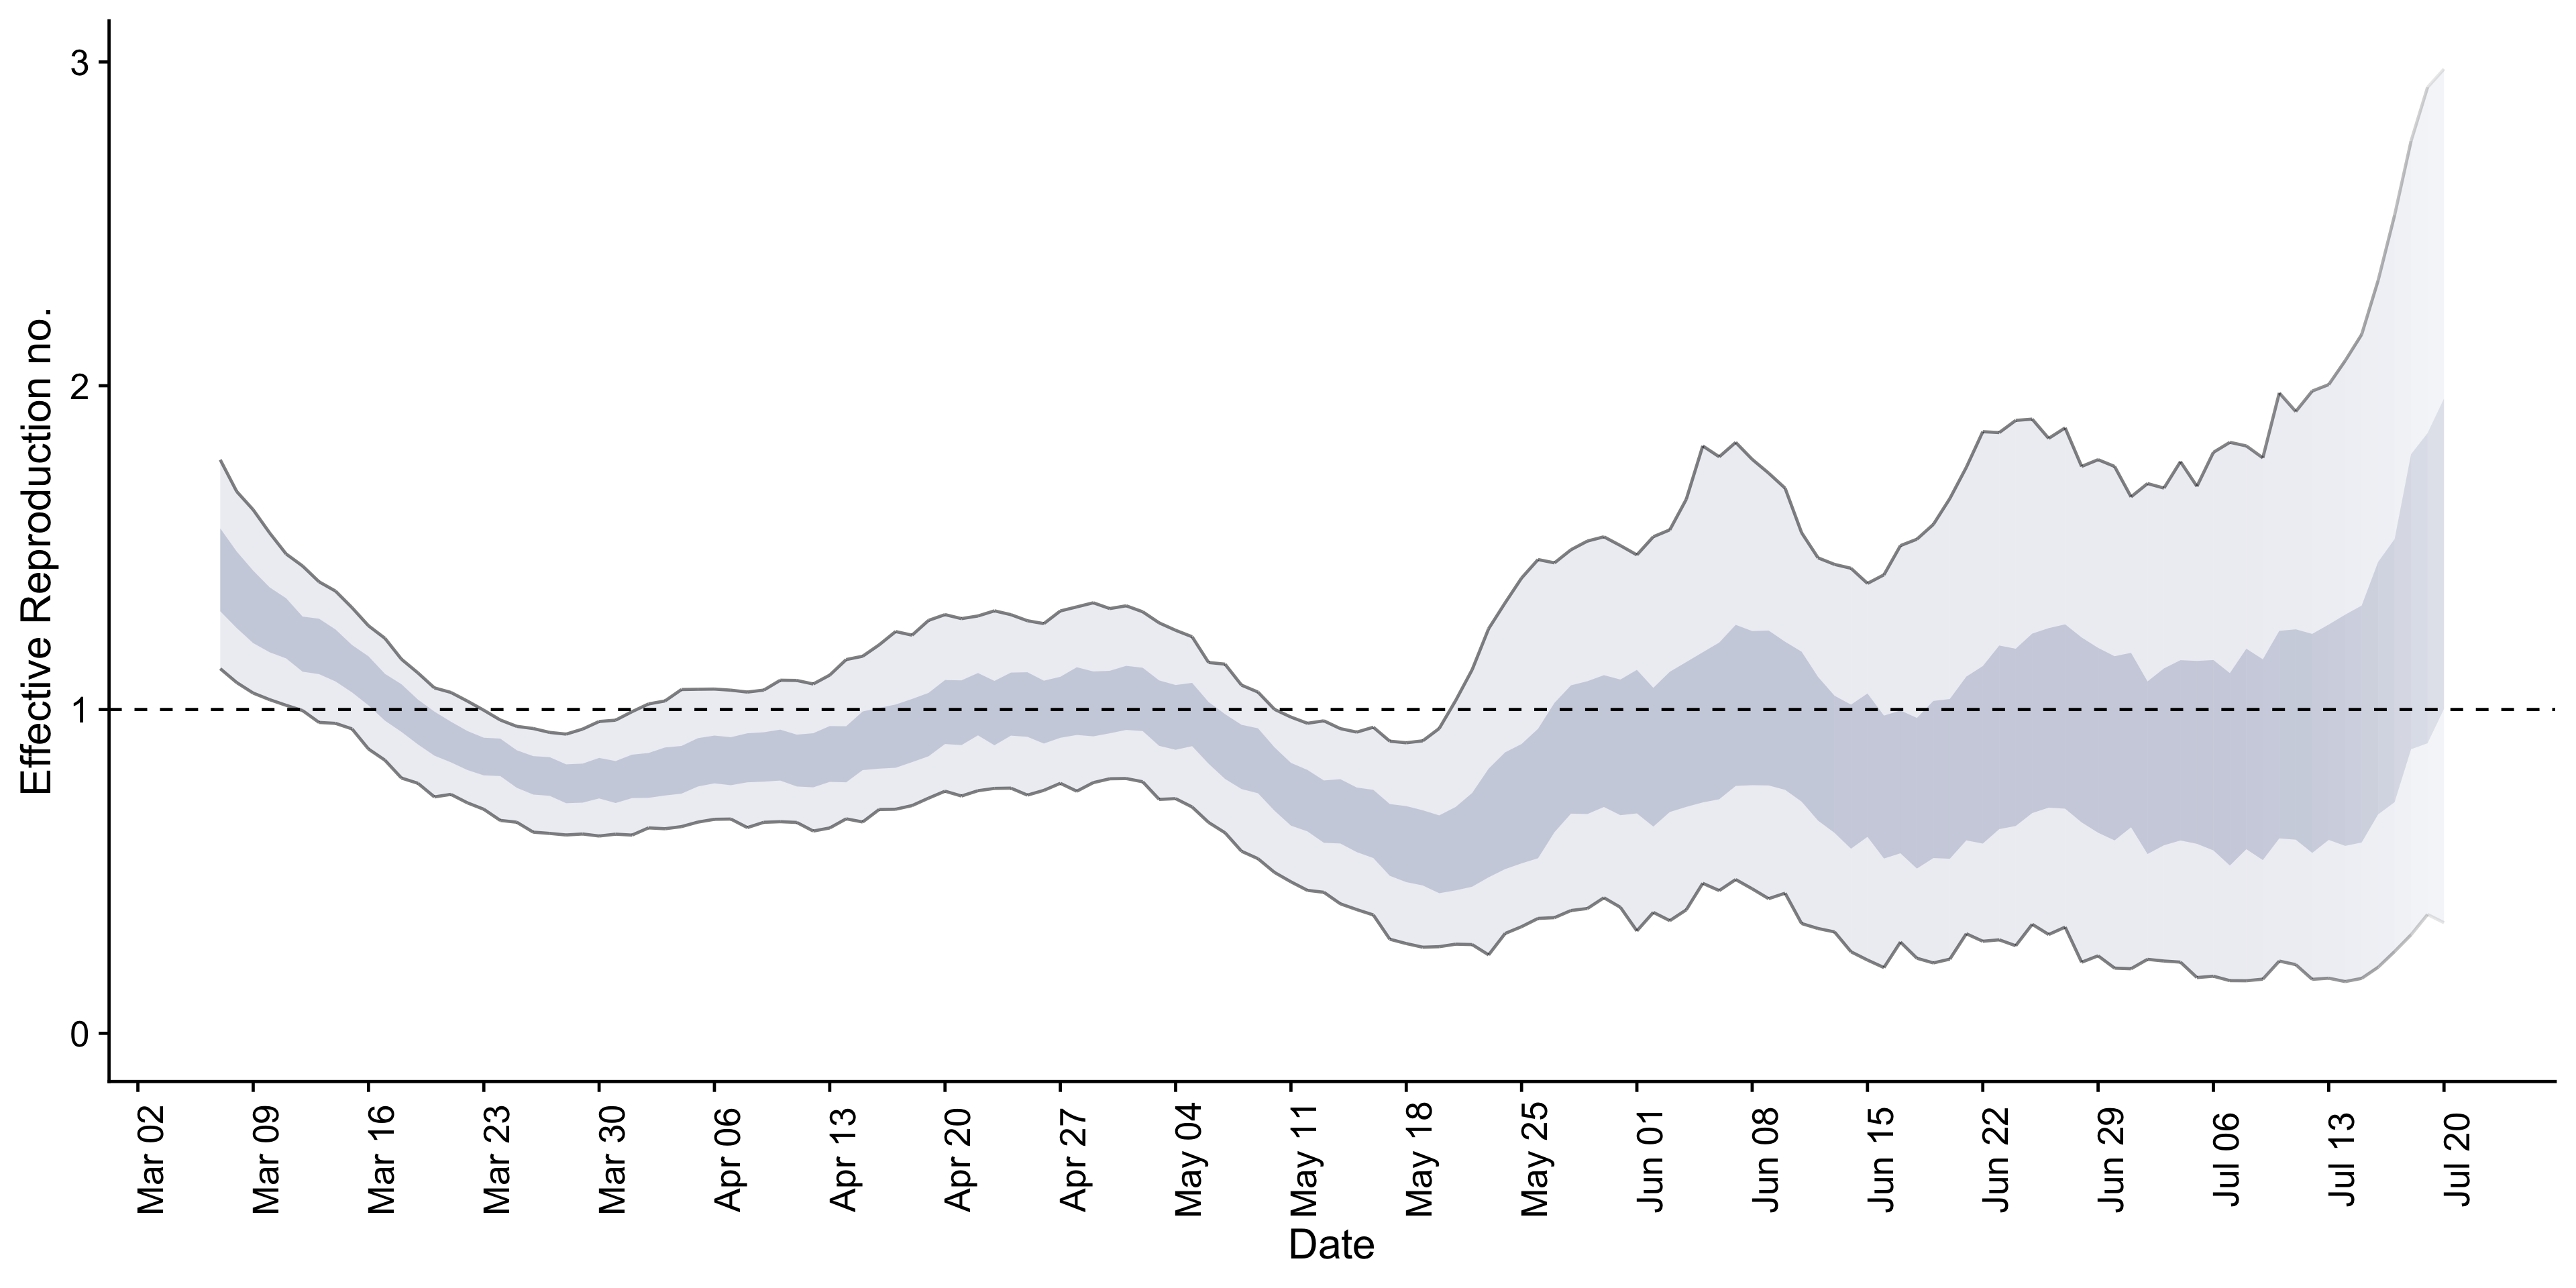 Effective Reproduction no.
3
2
1
0
Mar 02
Mar 09
Mar 16
Mar 23
Mar 30
Apr 06
Apr 13
Apr 20
Apr 27
May 04
May 11
May 18
May 25
Jun 01
Jun 08
Jun 15
Jun 22
Jun 29
Jul 06
Jul 13
Jul 20
Date